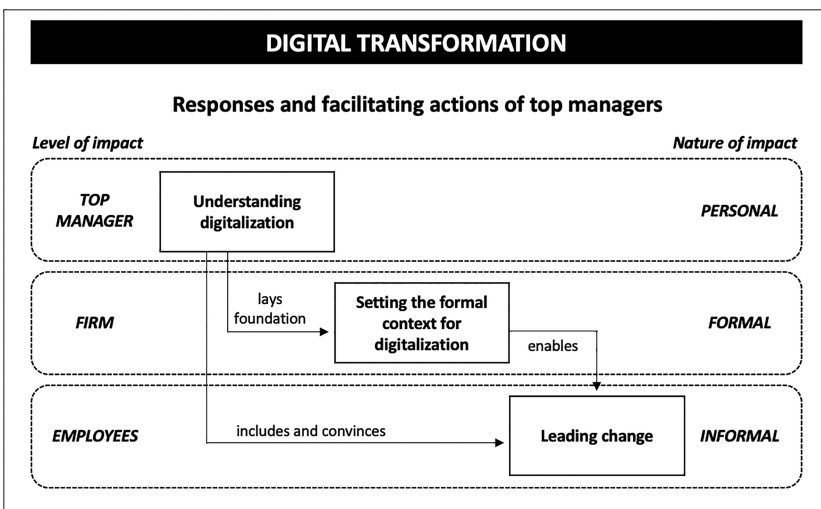 DIGITAL TRANSFORMATION
Responses and facilitating actions of top managers
Level of impact
Nature of impact
TOP
MANAGER
Understanding
digitalization
PERSONAL
FIRM
lays
foundation
Setting the formal
context for
digitalization
enables
FORMAL
EMPLOYEES
includes and convinces
Leading change
INFORMAL